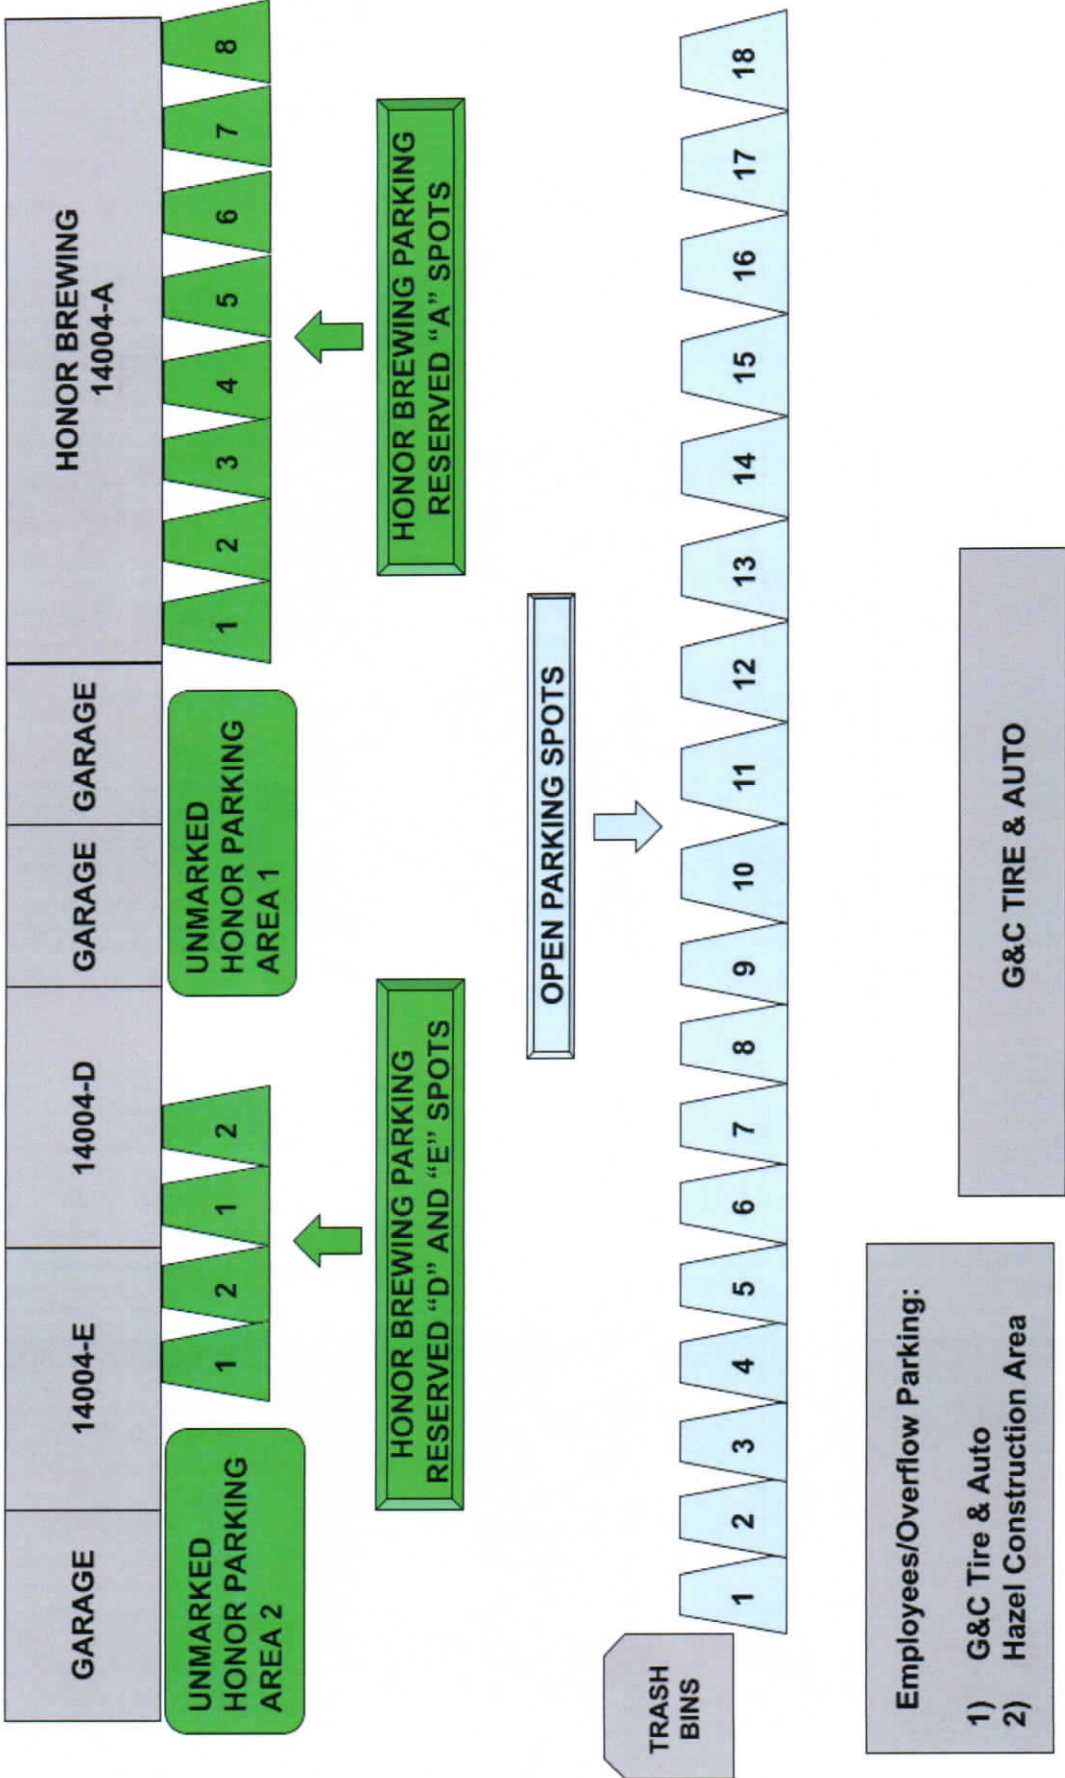 GARAGE
14004-E
14004-D
GARAGE
GARAGE
HONOR BREWING
14004-A
UNMARKED
HONOR PARKING
AREA 2
1
2
1
2
UNMARKED
HONOR PARKING
AREA 1
1
2
3
4
5
6
7
8
HONOR BREWING PARKING
RESERVED "D" AND "E" SPOTS
HONOR BREWING PARKING
RESERVED "A" SPOTS
OPEN PARKING SPOTS
TRASH
BINS
1
2
3
4
5
6
7
8
9
10
11
12
13
14
15
16
17
18
Employees/Overflow Parking:
1) G&C Tire & Auto
2) Hazel Construction Area
G&C TIRE & AUTO